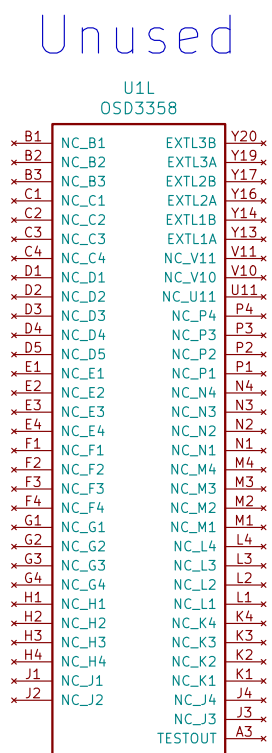 Unused
U1L
OSD3358
B1 NC_B1 EXTL3B Y20
B2 NC_B2 EXTL3A Y19
B3 NC_B3 EXTL2B Y17
C1 NC_C1 EXTL2A Y16
C2 NC_C2 EXTL1B Y14
C3 NC_C3 EXTL1A Y13
C4 NC_C4 NC_V11 V11
D1 NC_D1 NC_V10 V10
D2 NC_D2 NC_U11 U11
D3 NC_D3 NC_P4 P4
D4 NC_D4 NC_P3 P3
D5 NC_D5 NC_P2 P2
E1 NC_E1 NC_P1 P1
E2 NC_E2 NC_N4 N4
E3 NC_E3 NC_N3 N3
E4 NC_E4 NC_N2 N2
F1 NC_F1 NC_N1 N1
F2 NC_F2 NC_M4 M4
F3 NC_F3 NC_M3 M3
F4 NC_F4 NC_M2 M2
G1 NC_G1 NC_M1 M1
G2 NC_G2 NC_L4 L4
G3 NC_G3 NC_L3 L3
G4 NC_G4 NC_L2 L2
H1 NC_H1 NC_L1 L1
H2 NC_H2 NC_K4 K4
H3 NC_H3 NC_K3 K3
H4 NC_H4 NC_K2 K2
J1 NC_J1 NC_K1 K1
J2 NC_J2 NC_J4 J4
NC_J3 J3
TESTOUT A3